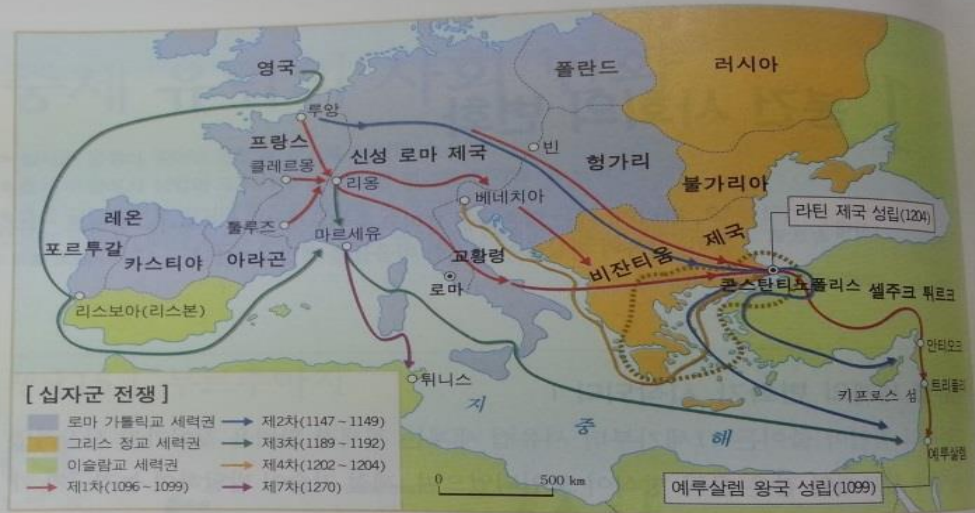 영국
폴란드
러시아
루앙
프랑스
신성 로마 제국
빈
헝가리
클레르몽
리옹
불가리아
베네치아
라틴 제국 성립(1204)
레온
툴루즈
마르세유
제국
포르투갈
카스티야
아라곤
교황령
비잔티움
로마
콘스탄티노폴리스
셀주크 튀르크
리스보아(리스본)
안티오크
튀니스
트리폴리
키프로스 섬
지 중 해
예루살렘
예루살렘 왕국 성립(1099)
[ 십자군 전쟁 ]
로마 가톨릭교 세력권
그리스 정교 세력권
이슬람교 세력권
제1차(1096~1099)
제2차(1147~1149)
제3차(1189~1192)
제4차(1202~1204)
제7차(1270)
0 500 km